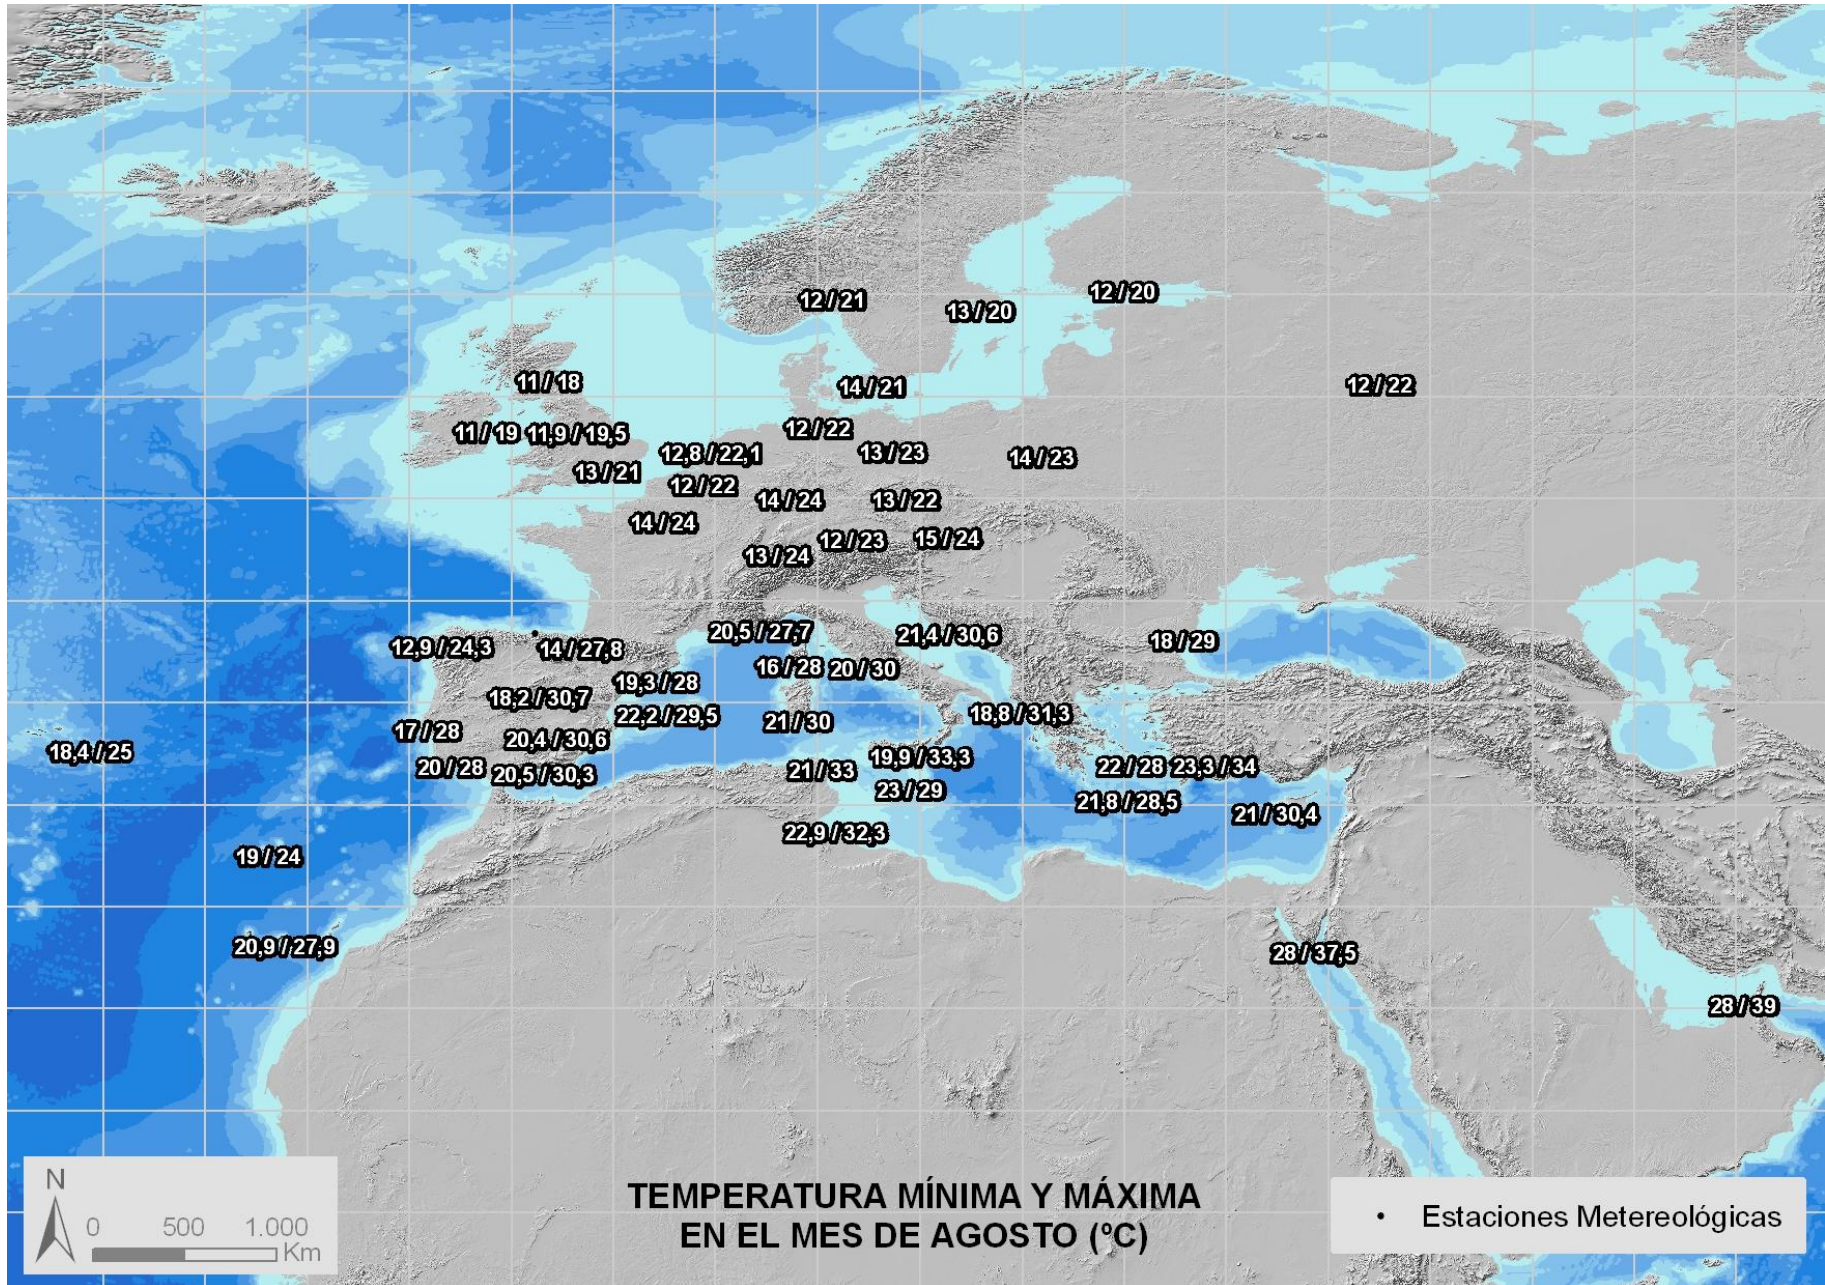 12 / 21
12 / 20
13 / 20
11 / 18
14 / 21
12 / 22
11 / 19
11,9 / 19,5
12 / 22
12,8 / 22,1
13 / 23
14 / 23
13 / 21
12 / 22
14 / 24
13 / 22
14 / 24
12 / 23
15 / 24
13 / 24
20,5 / 27,7
21,4 / 30,6
18 / 29
12,9 / 24,3
14 / 27,8
16 / 28
20 / 30
19,3 / 28
18,2 / 30,7
22,2 / 29,5
21 / 30
18,8 / 31,3
17 / 28
20,4 / 30,6
18,4 / 25
20 / 28
20,5 / 30,3
21 / 33
19,9 / 33,3
22 / 28
23,3 / 34
23 / 29
21,8 / 28,5
21 / 30,4
22,9 / 32,3
19 / 24
20,9 / 27,9
28 / 37,5
28 / 39
N
0 500 1.000
Km
TEMPERATURA MÍNIMA Y MÁXIMA
EN EL MES DE AGOSTO (ºC)
Estaciones Metereológicas